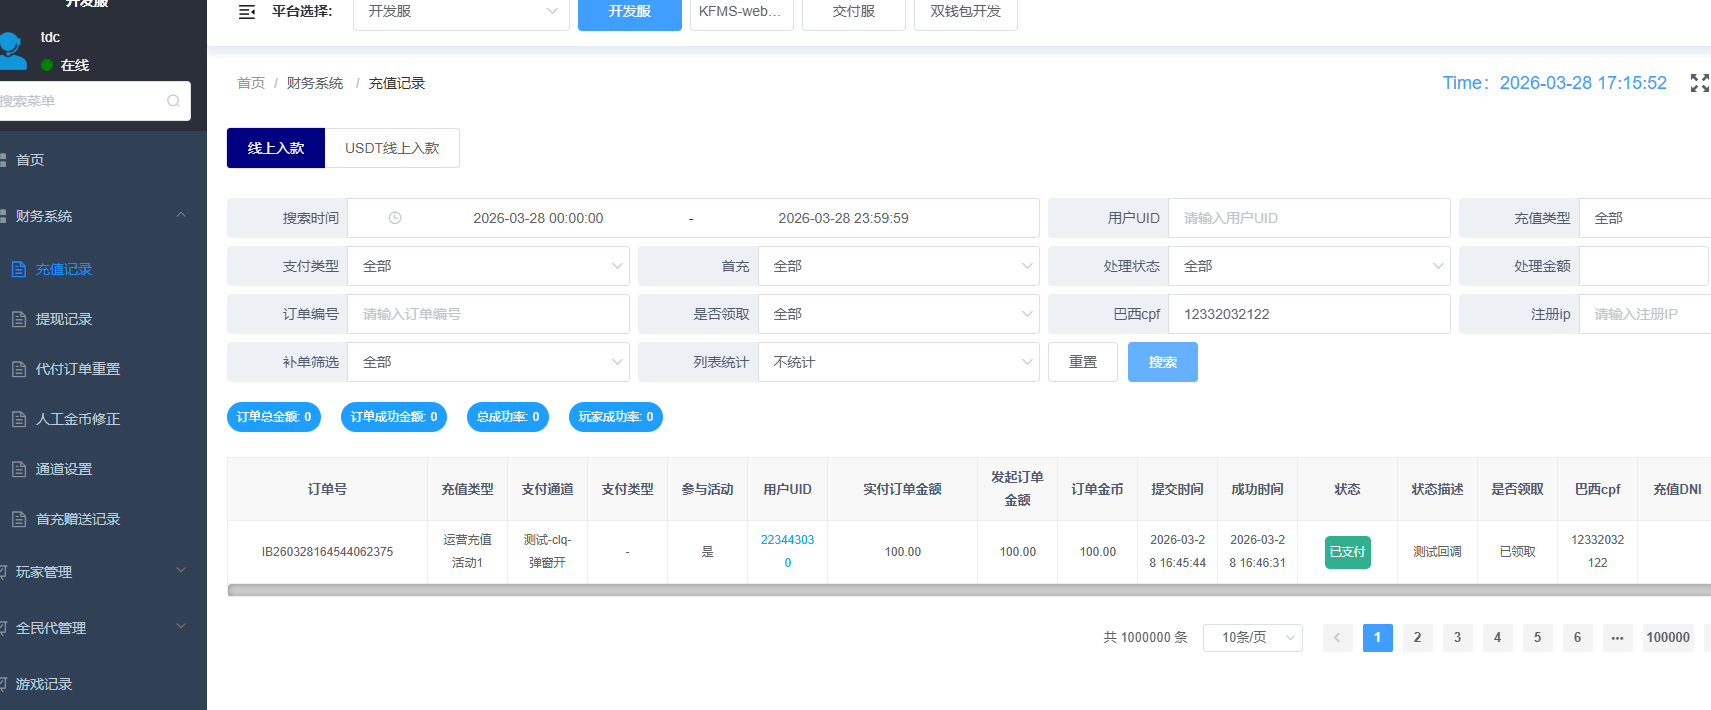 开发服
tdc
在线
搜索菜单
首页
财务系统
充值记录
提现记录
代付订单重置
人工金币修正
通道设置
首充赠送记录
玩家管理
全民代管理
游戏记录
平台选择: 开发服 开发服 KFMS-web... 交付服 双钱包开发
首页 / 财务系统 / 充值记录 Time: 2026-03-28 17:15:52
线上入款 USDT线上入款
搜索时间 2026-03-28 00:00:00 - 2026-03-28 23:59:59 用户UID 请输入用户UID 充值类型 全部
支付类型 全部 首充 全部 处理状态 全部 处理金额
订单编号 请输入订单编号 是否领取 全部 巴西cpf 12332032122 注册ip 请输入注册IP
补单筛选 全部 列表统计 不统计 重置 搜索
订单总金额: 0 订单成功金额: 0 总成功率: 0 玩家成功率: 0
订单号 充值类型 支付通道 支付类型 参与活动 用户UID 实付订单金额 发起订单金额 订单金币 提交时间 成功时间 状态 状态描述 是否领取 巴西cpf 充值DNI
IB260328164544062375 运营充值活动1 测试-clq-弹窗开 - 是 223443030 100.00 100.00 100.00 2026-03-28 16:45:44 2026-03-28 16:46:31 已支付 测试回调 已领取 12332032122
共 1000000 条 10条/页 < 1 2 3 4 5 6 ••• 100000